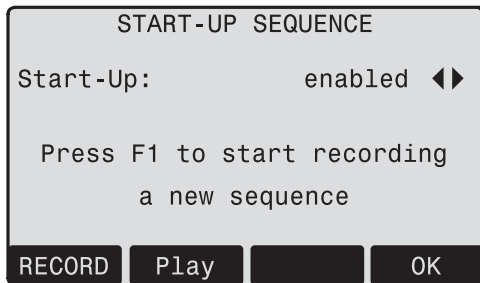 START-UP SEQUENCE
Start-Up: enabled
Press F1 to start recording
a new sequence
RECORD Play OK